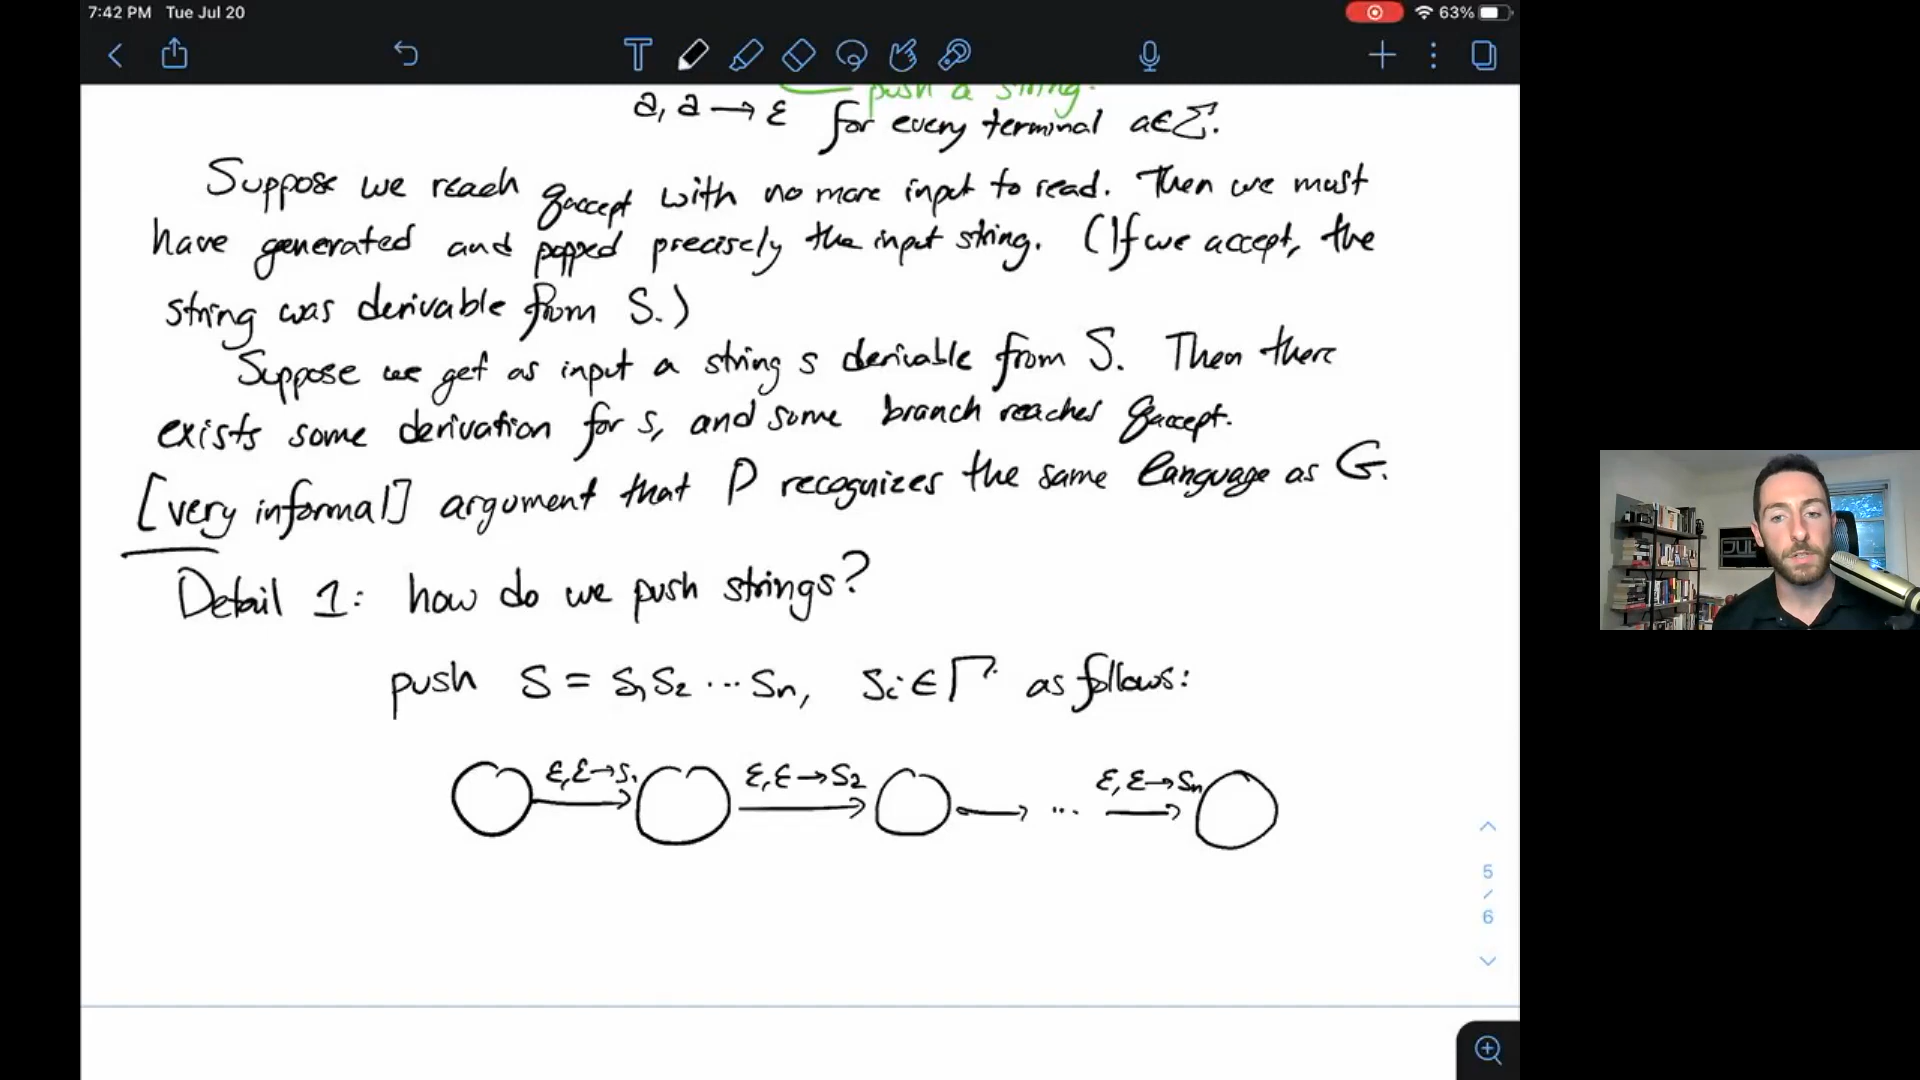 7:42 PM Tue Jul 20
63%
push a string.
a, a → ε for every terminal a∈Σ.
Suppose we reach qaccept with no more input to read. Then we must
have generated and popped precisely the input string. (If we accept, the
string was derivable from S.)
Suppose we get as input a string s derivable from S. Then there
exists some derivation for s, and some branch reaches qaccept.
[very informal] argument that P recognizes the same language as G.
Detail 1: how do we push strings?
push S = S1S2 ... Sn, Si∈Γ as follows:
ε,ε→S1 ε,ε→S2 ... ε,ε→Sn
5
/
6